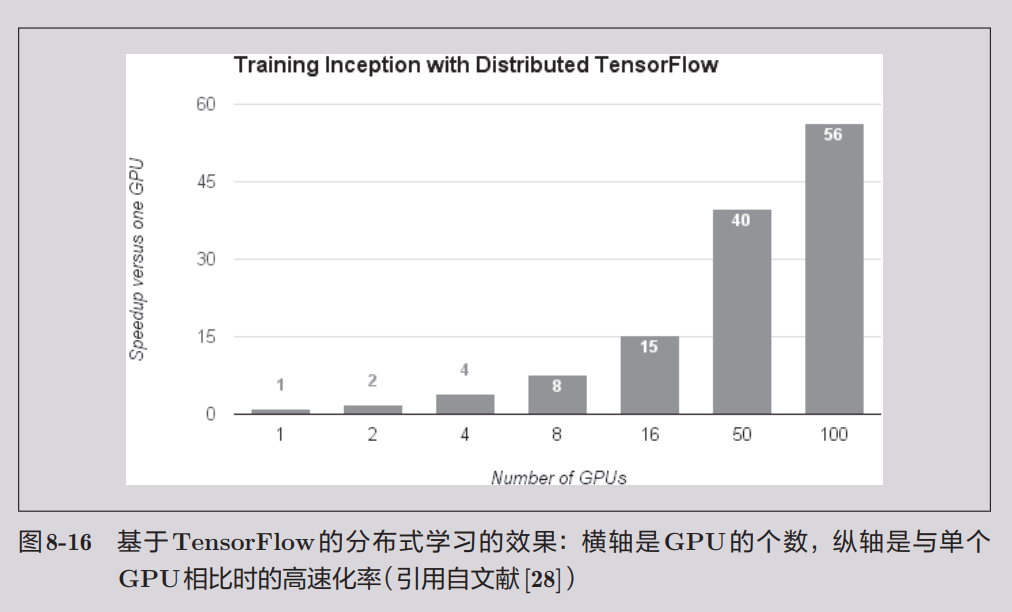 Training Inception with Distributed TensorFlow
60
45
30
15
0
Speedup versus one GPU
1
2
4
8
15
40
56
1 2 4 8 16 50 100
Number of GPUs
图8-16 基于TensorFlow的分布式学习的效果：横轴是GPU的个数，纵轴是与单个
GPU相比时的高速化率（引用自文献[28]）